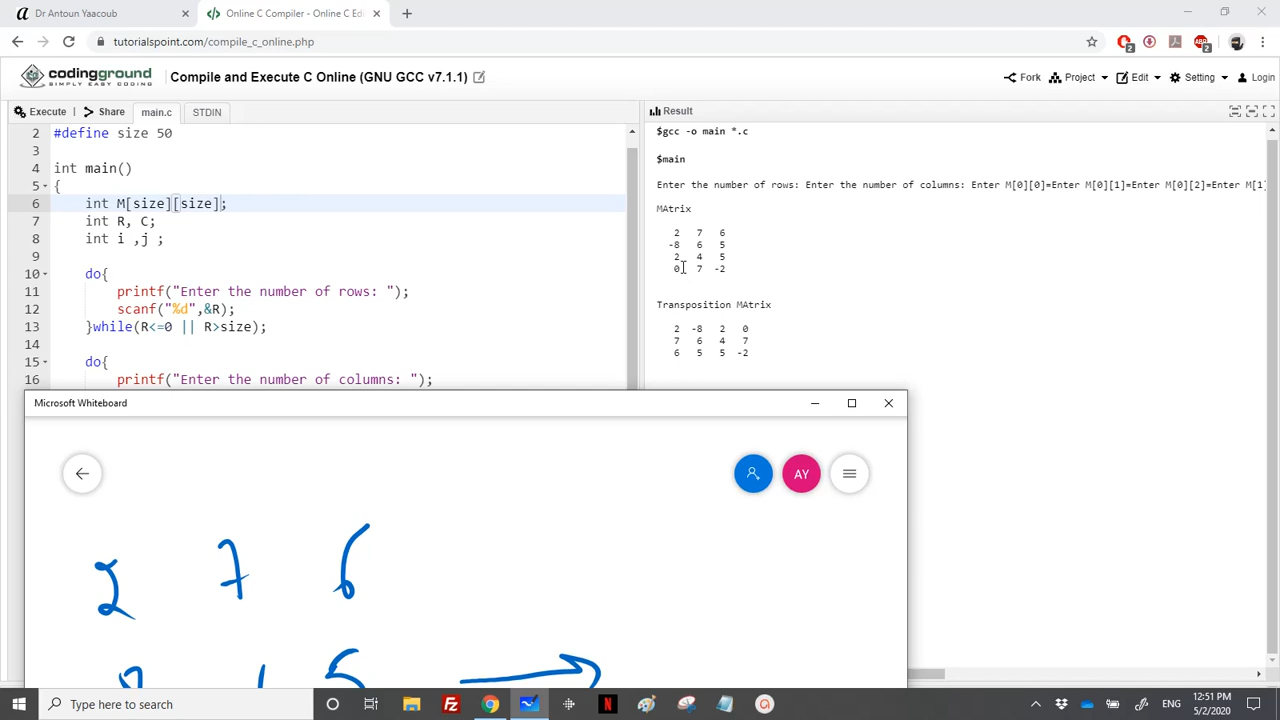 Dr Antoun Yaacoub
Online C Compiler - Online C Edi
tutorialspoint.com/compile_c_online.php
2
2
codingground
SIMPLY EASY CODING
Compile and Execute C Online (GNU GCC v7.1.1)
Fork
Project
Edit
Setting
Login
Execute
Share
main.c
STDIN
Result
2 #define size 50
3
4 int main()
5 {
6 int M[size][size];
7 int R, C;
8 int i ,j ;
9
10 do{
11 printf("Enter the number of rows: ");
12 scanf("%d",&R);
13 }while(R<=0 || R>size);
14
15 do{
16 printf("Enter the number of columns: ");
$gcc -o main *.c
$main
Enter the number of rows: Enter the number of columns: Enter M[0][0]=Enter M[0][1]=Enter M[0][2]=Enter M[1
MAtrix
2 7 6
-8 6 5
2 4 5
0 7 -2
Transposition MAtrix
2 -8 2 0
7 6 4 7
6 5 5 -2
Microsoft Whiteboard
AY
2 7 6
Type here to search
ENG
12:51 PM
5/2/2020